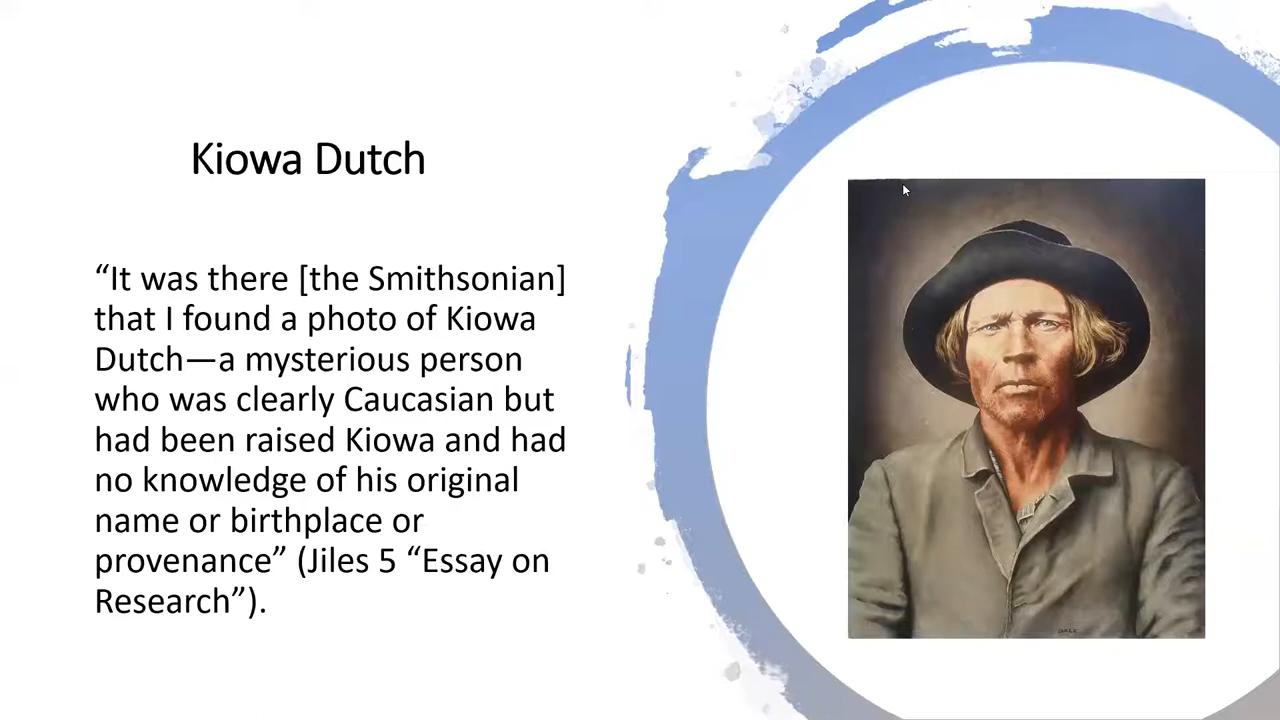 Kiowa Dutch
“It was there [the Smithsonian]
that I found a photo of Kiowa
Dutch—a mysterious person
who was clearly Caucasian but
had been raised Kiowa and had
no knowledge of his original
name or birthplace or
provenance” (Jiles 5 “Essay on
Research”).